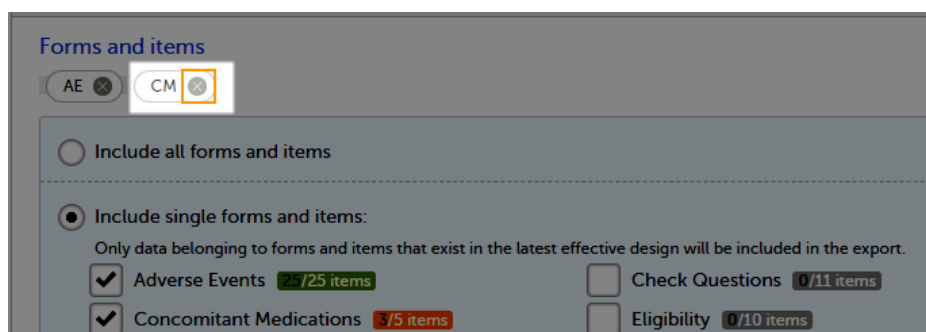 Forms and items
AE CM
Include all forms and items
Include single forms and items:
Only data belonging to forms and items that exist in the latest effective design will be included in the export.
Adverse Events 25/25 items Check Questions 0/11 items
Concomitant Medications 3/5 items Eligibility 0/10 items